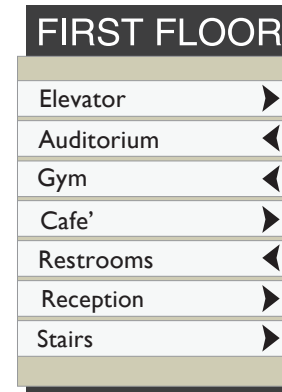 FIRST FLOOR
Elevator
Auditorium
Gym
Cafe'
Restrooms
Reception
Stairs